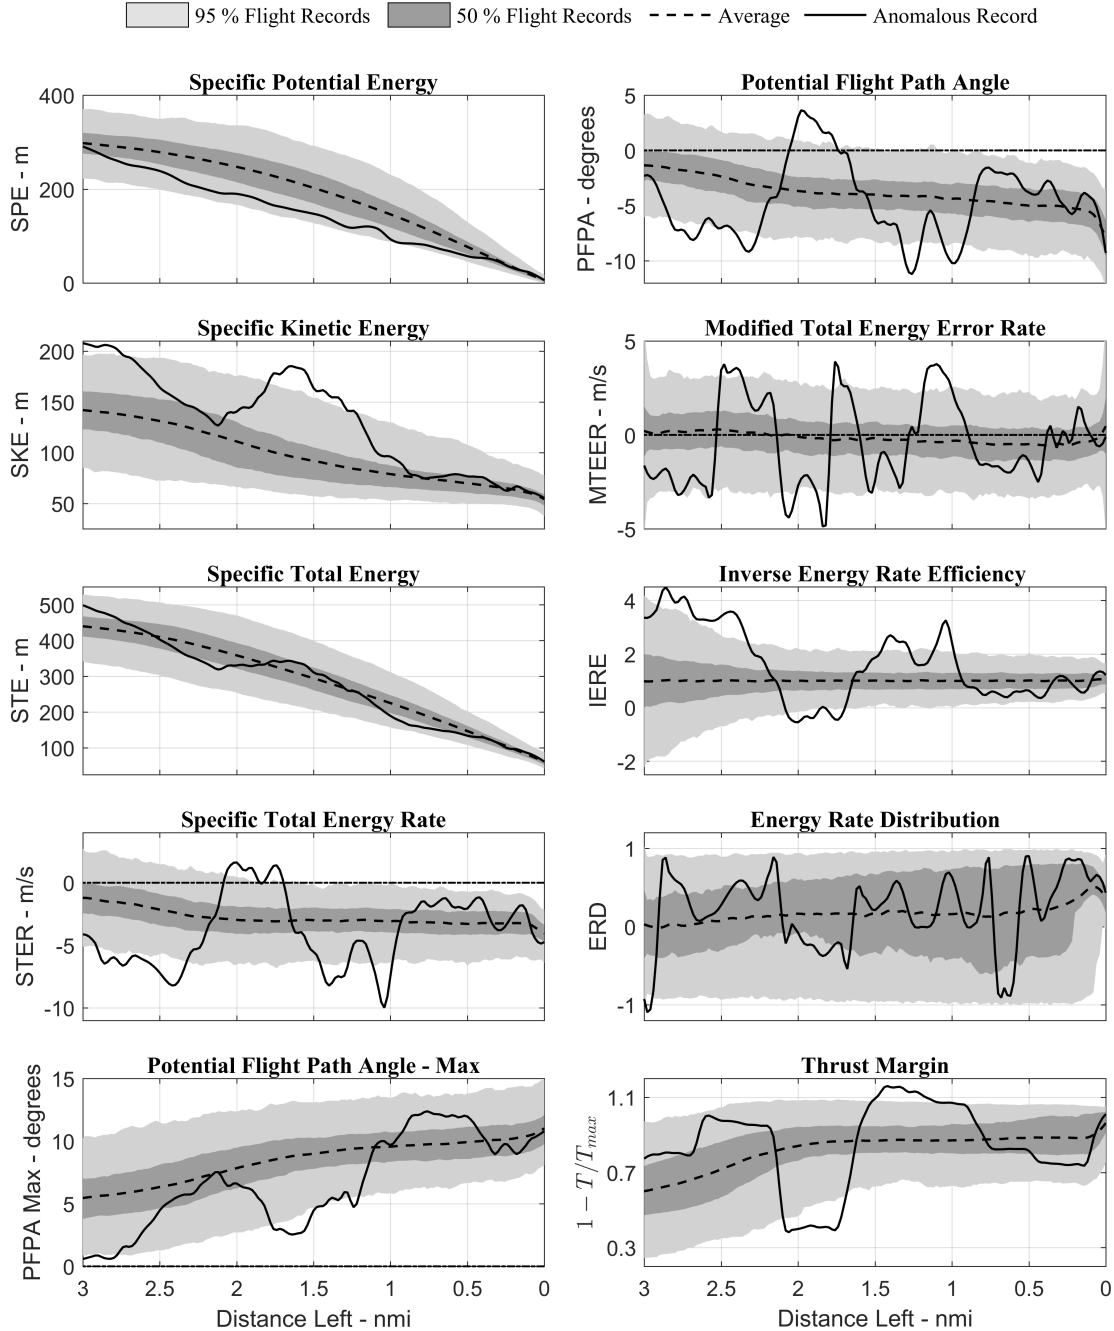 95 % Flight Records 50 % Flight Records Average Anomalous Record
Specific Potential Energy
400
200
0
SPE - m
Potential Flight Path Angle
5
0
-5
-10
PFPA - degrees
Specific Kinetic Energy
200
150
100
50
SKE - m
Modified Total Energy Error Rate
5
0
-5
MTEER - m/s
Specific Total Energy
500
400
300
200
100
STE - m
Inverse Energy Rate Efficiency
4
2
0
-2
IERE
Specific Total Energy Rate
0
-5
-10
STER - m/s
Energy Rate Distribution
1
0
-1
ERD
Potential Flight Path Angle - Max
15
10
5
0
PFPA Max - degrees
3 2.5 2 1.5 1 0.5 0
Distance Left - nmi
Thrust Margin
1.1
0.7
0.3
1 − T/Tmax
3 2.5 2 1.5 1 0.5 0
Distance Left - nmi